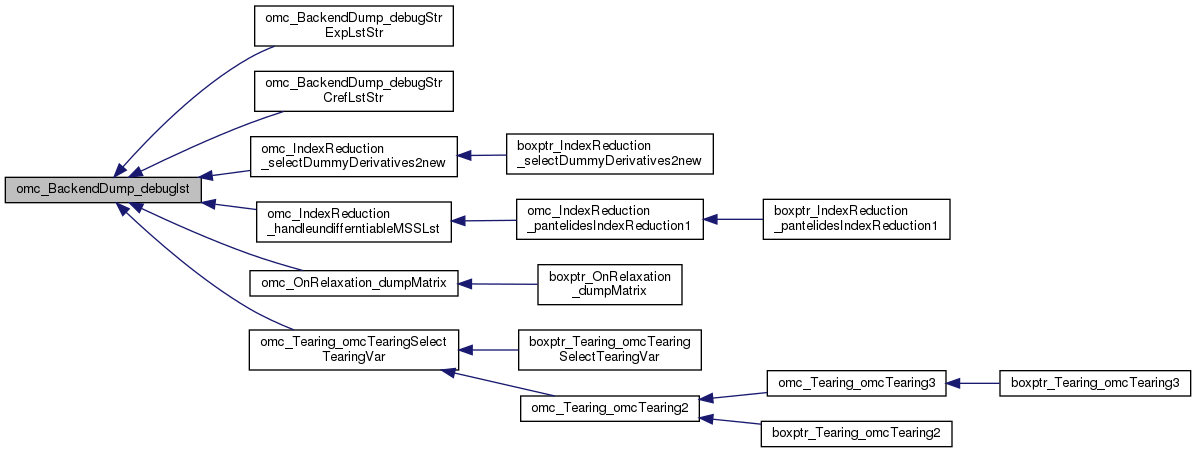 omc_BackendDump_debugStr
ExpLstStr
omc_BackendDump_debugStr
CrefLstStr
omc_IndexReduction
_selectDummyDerivatives2new
boxptr_IndexReduction
_selectDummyDerivatives2new
omc_BackendDump_debuglst
omc_IndexReduction
_handleundifferntiableMSSLst
omc_IndexReduction
_pantelidesIndexReduction1
boxptr_IndexReduction
_pantelidesIndexReduction1
omc_OnRelaxation_dumpMatrix
boxptr_OnRelaxation
_dumpMatrix
omc_Tearing_omcTearingSelect
TearingVar
boxptr_Tearing_omcTearing
SelectTearingVar
omc_Tearing_omcTearing2
omc_Tearing_omcTearing3
boxptr_Tearing_omcTearing3
boxptr_Tearing_omcTearing2